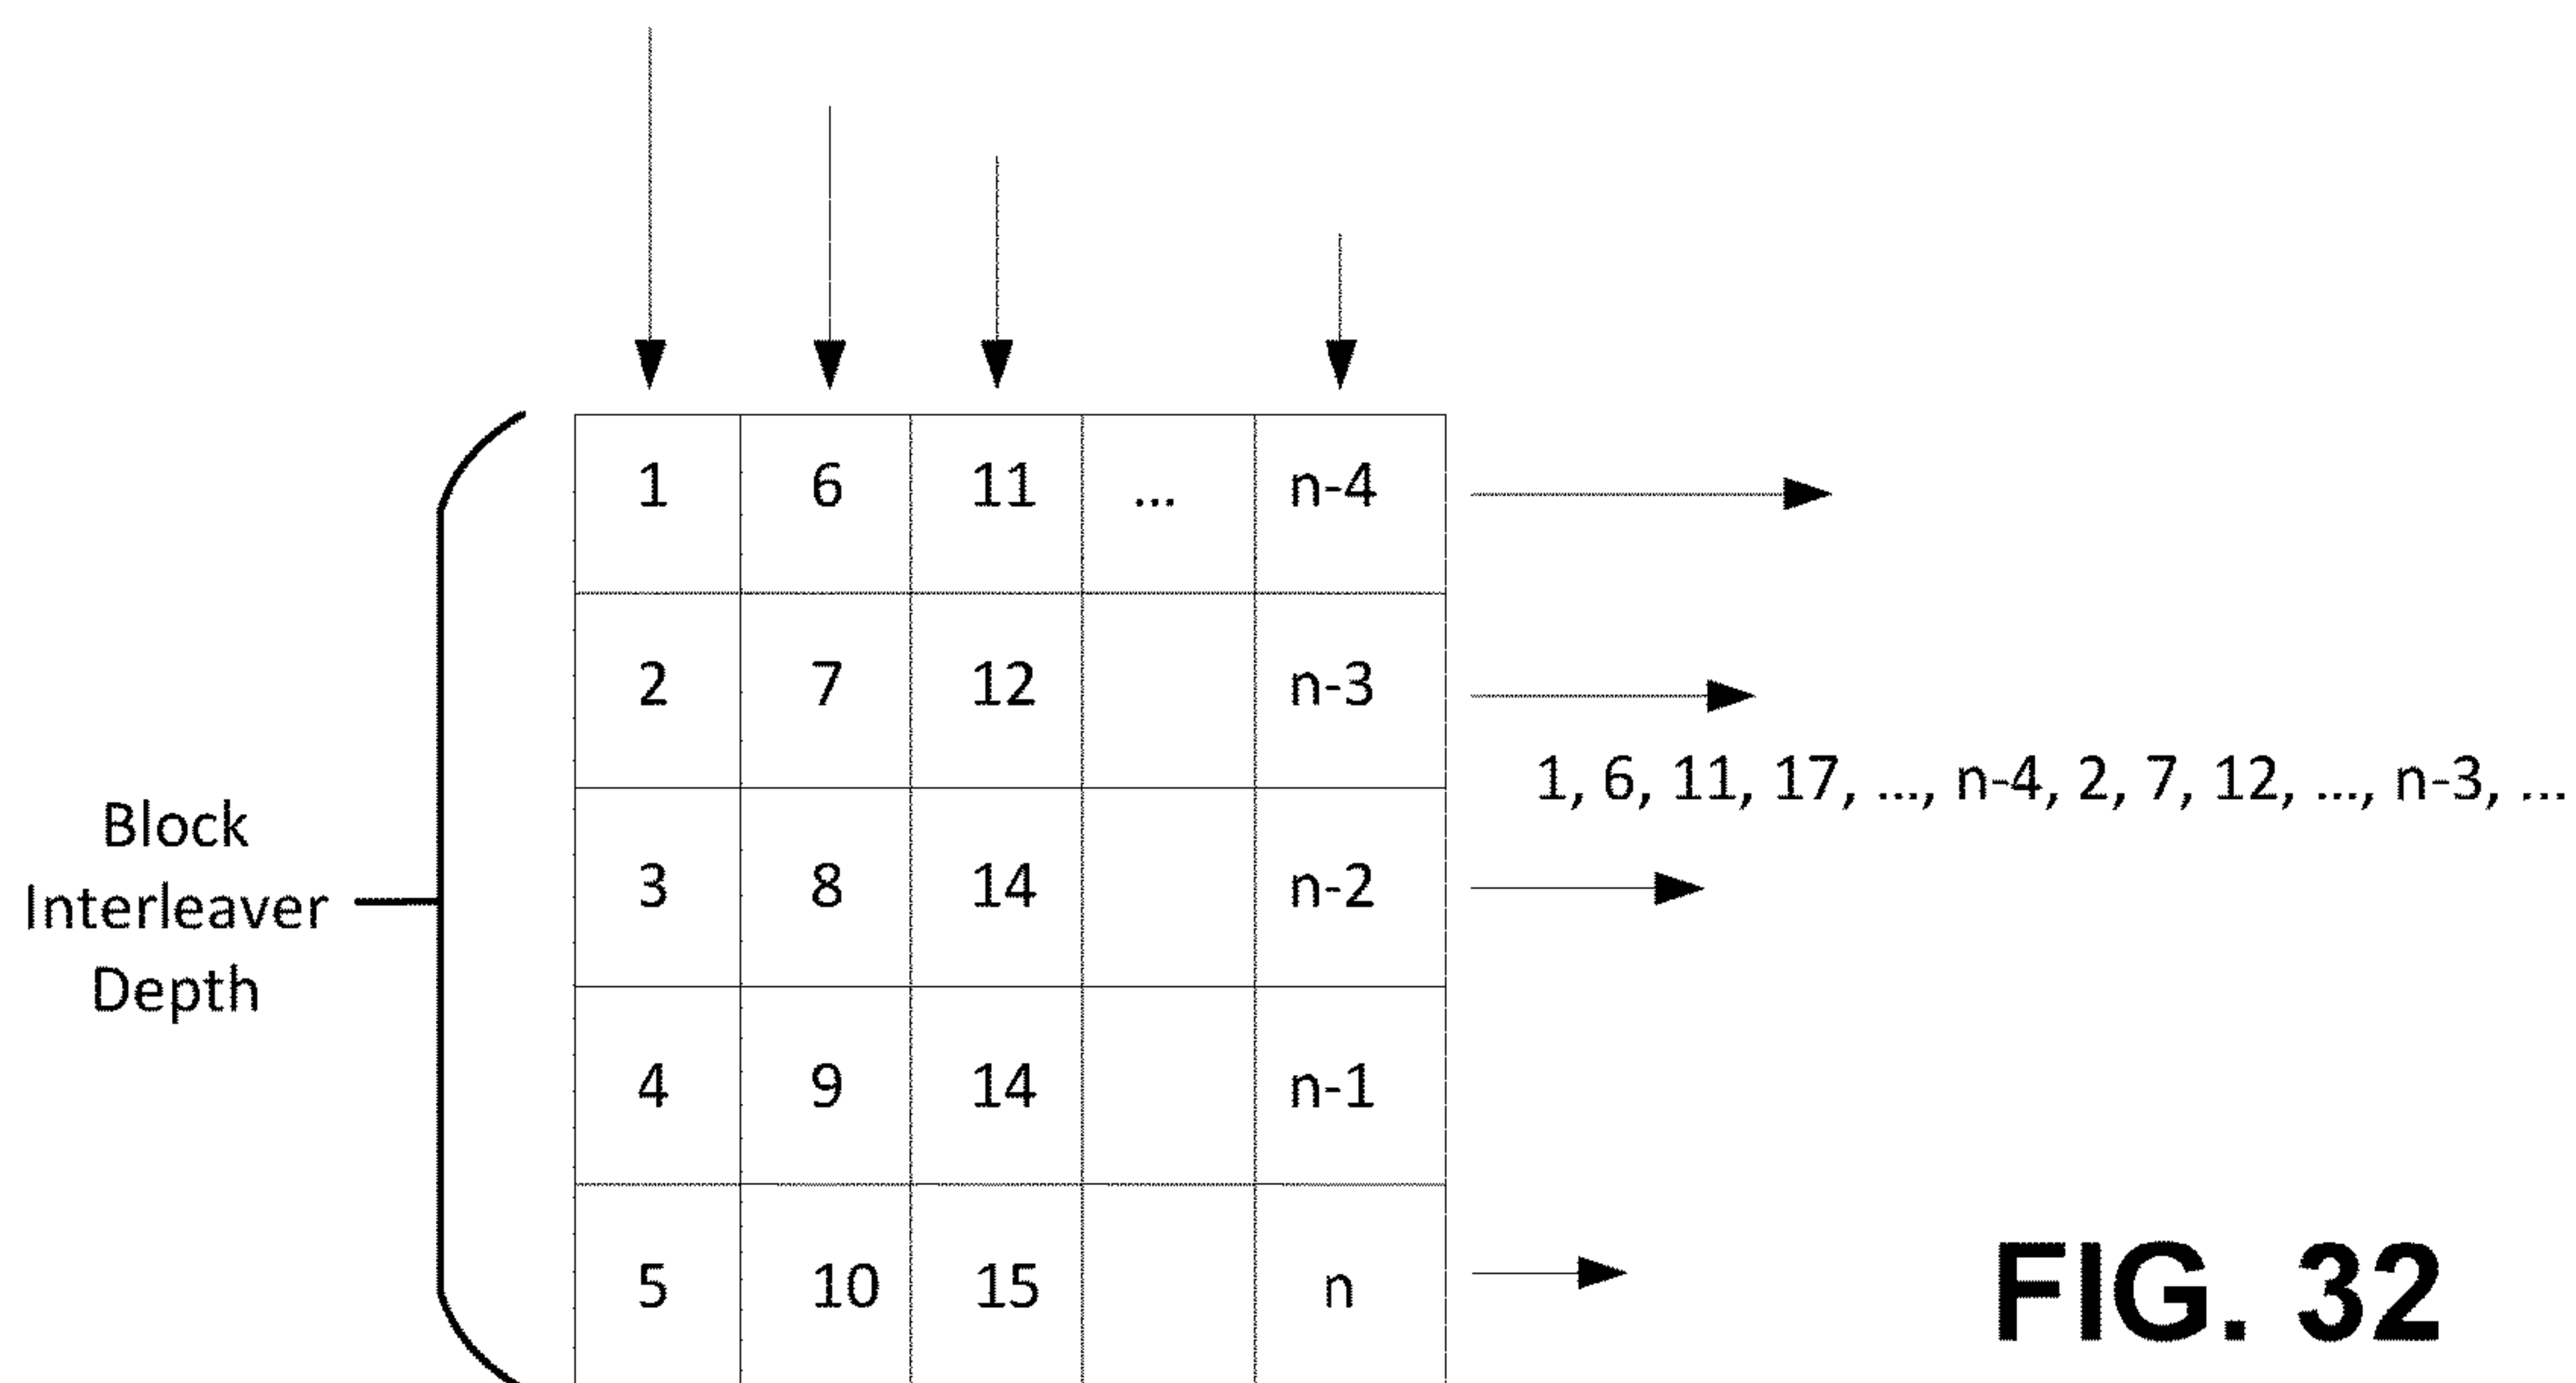 1 6 11 ... n-4
2 7 12 n-3
1, 6, 11, 17, ..., n-4, 2, 7, 12, ..., n-3, ...
Block
Interleaver
Depth
3 8 14 n-2
4 9 14 n-1
5 10 15 n
FIG. 32